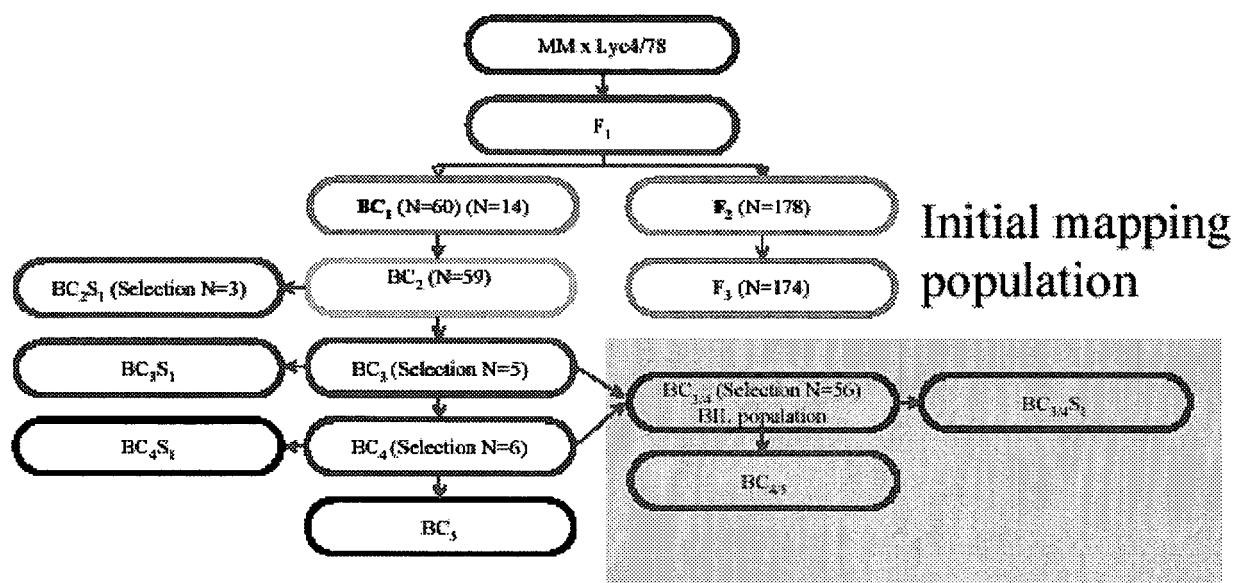 MM x Lyc4/78
F₁
BC₁ (N=60) (N=14)
F₂ (N=178)
Initial mapping
population
BC₂ (N=59)
BC₂S₁ (Selection N=3)
F₃ (N=174)
BC₃S₁
BC₃ (Selection N=5)
BC₃/₄ (Selection N=56)
BIL population
BC₃/₄S₁
BC₄S₁
BC₄ (Selection N=6)
BC₄/₅
BC₅